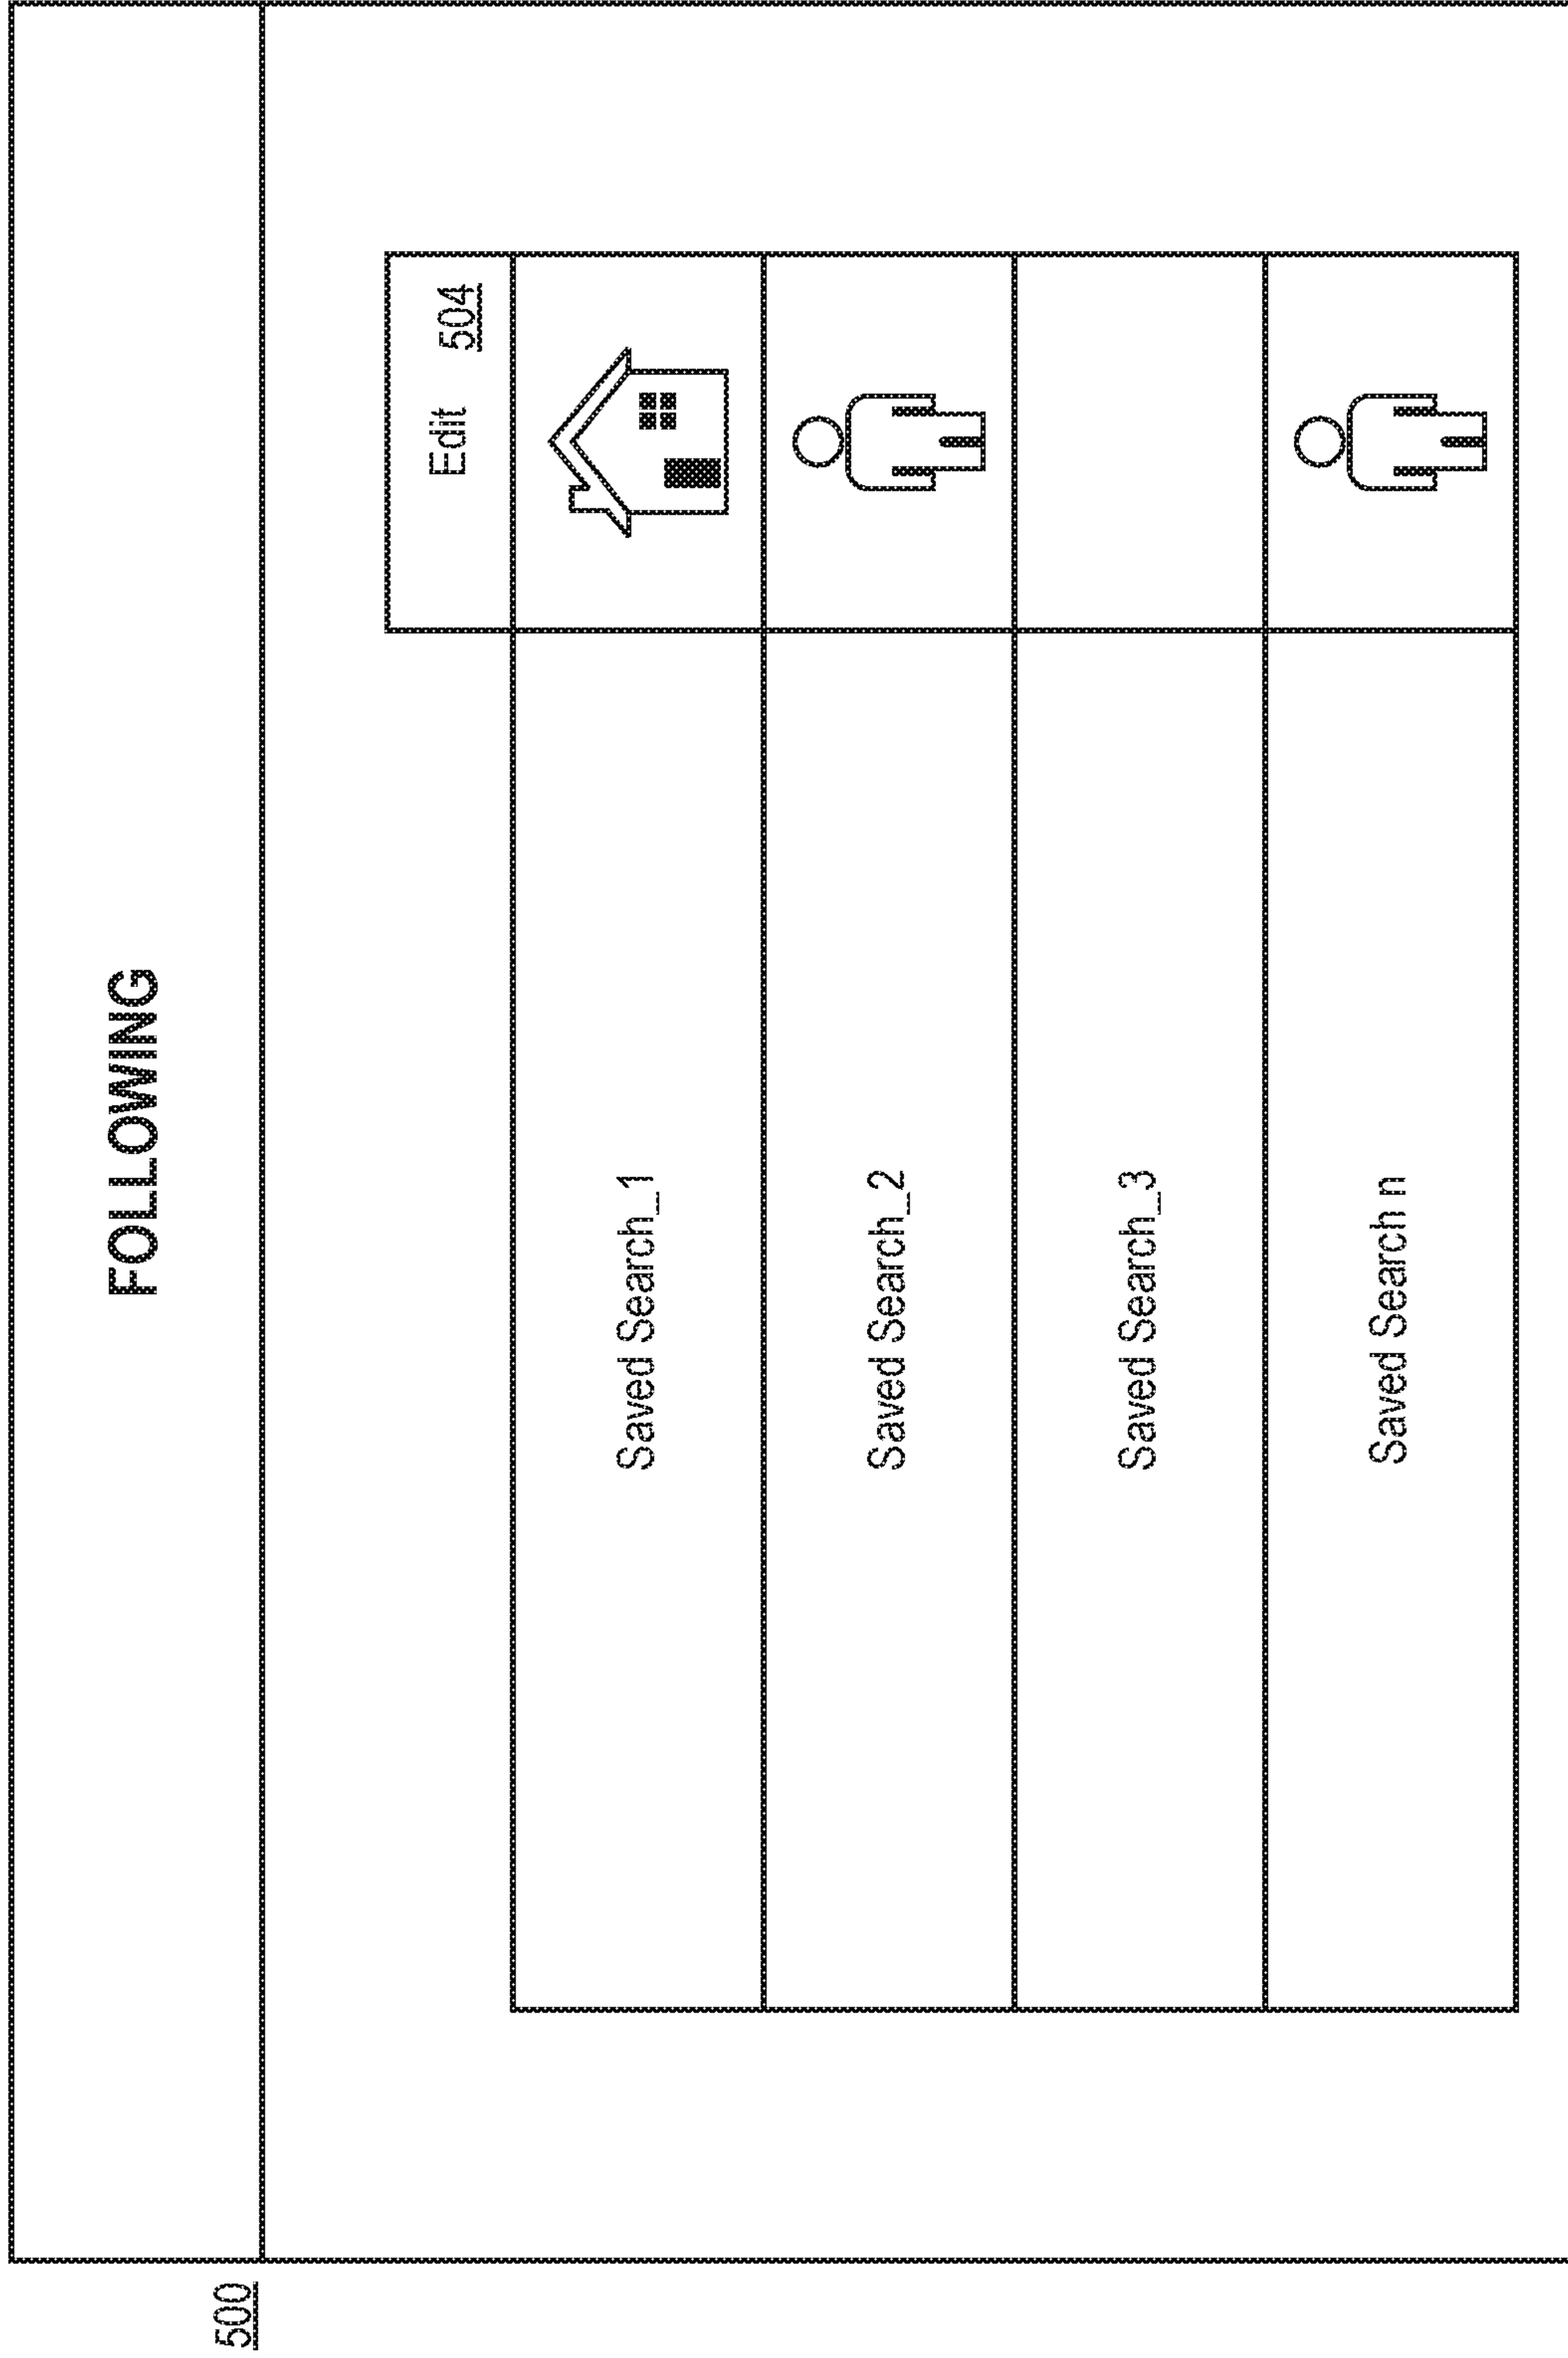 500
FOLLOWING
Edit 504
Saved Search_1
Saved Search_2
Saved Search_3
Saved Search n